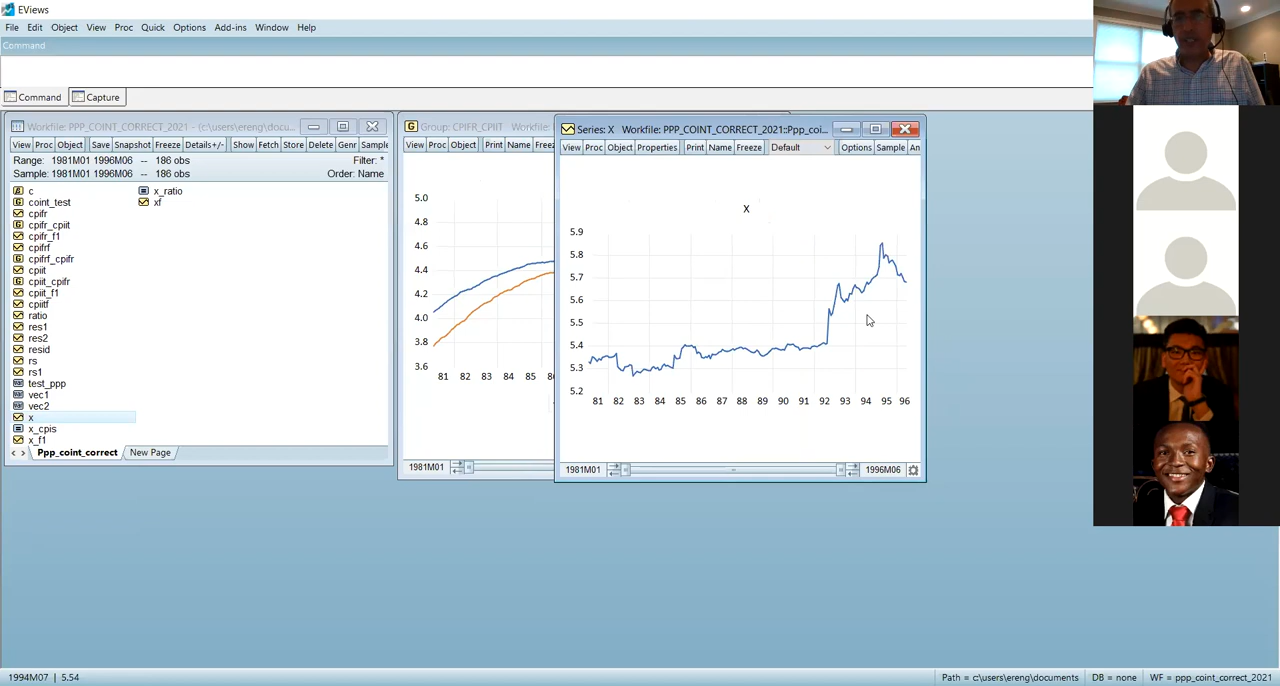 EViews
File Edit Object View Proc Quick Options Add-ins Window Help
Command
Command Capture
Workfile: PPP_COINT_CORRECT_2021 - (c:\users\ereng\docu...
View Proc Object Save Snapshot Freeze Details+/- Show Fetch Store Delete Genr Sample
Range: 1981M01 1996M06 -- 186 obs Filter: *
Sample: 1981M01 1996M06 -- 186 obs Order: Name
c
coint_test
cpifr
cpifr_cpiit
cpifr_f1
cpifrf
cpifrf_cpiif
cpiit
cpiit_cpifr
cpiit_f1
cpiitf
ratio
res1
res2
resid
rs
rs1
test_ppp
vec1
vec2
x
x_cpis
x_f1
x_ratio
xf
Ppp_coint_correct New Page
Group: CPIFR_CPIIT Workfile:
View Proc Object Print Name Freez
5.0
4.8
4.6
4.4
4.2
4.0
3.8
3.6
81 82 83 84 85
1981M01
Series: X Workfile: PPP_COINT_CORRECT_2021::Ppp_coi...
View Proc Object Properties Print Name Freeze Default Options Sample
X
5.9
5.8
5.7
5.6
5.5
5.4
5.3
5.2
81 82 83 84 85 86 87 88 89 90 91 92 93 94 95 96
1981M01 1996M06
1994M07 | 5.54
Path = c:\users\ereng\documents DB = none WF = ppp_coint_correct_2021